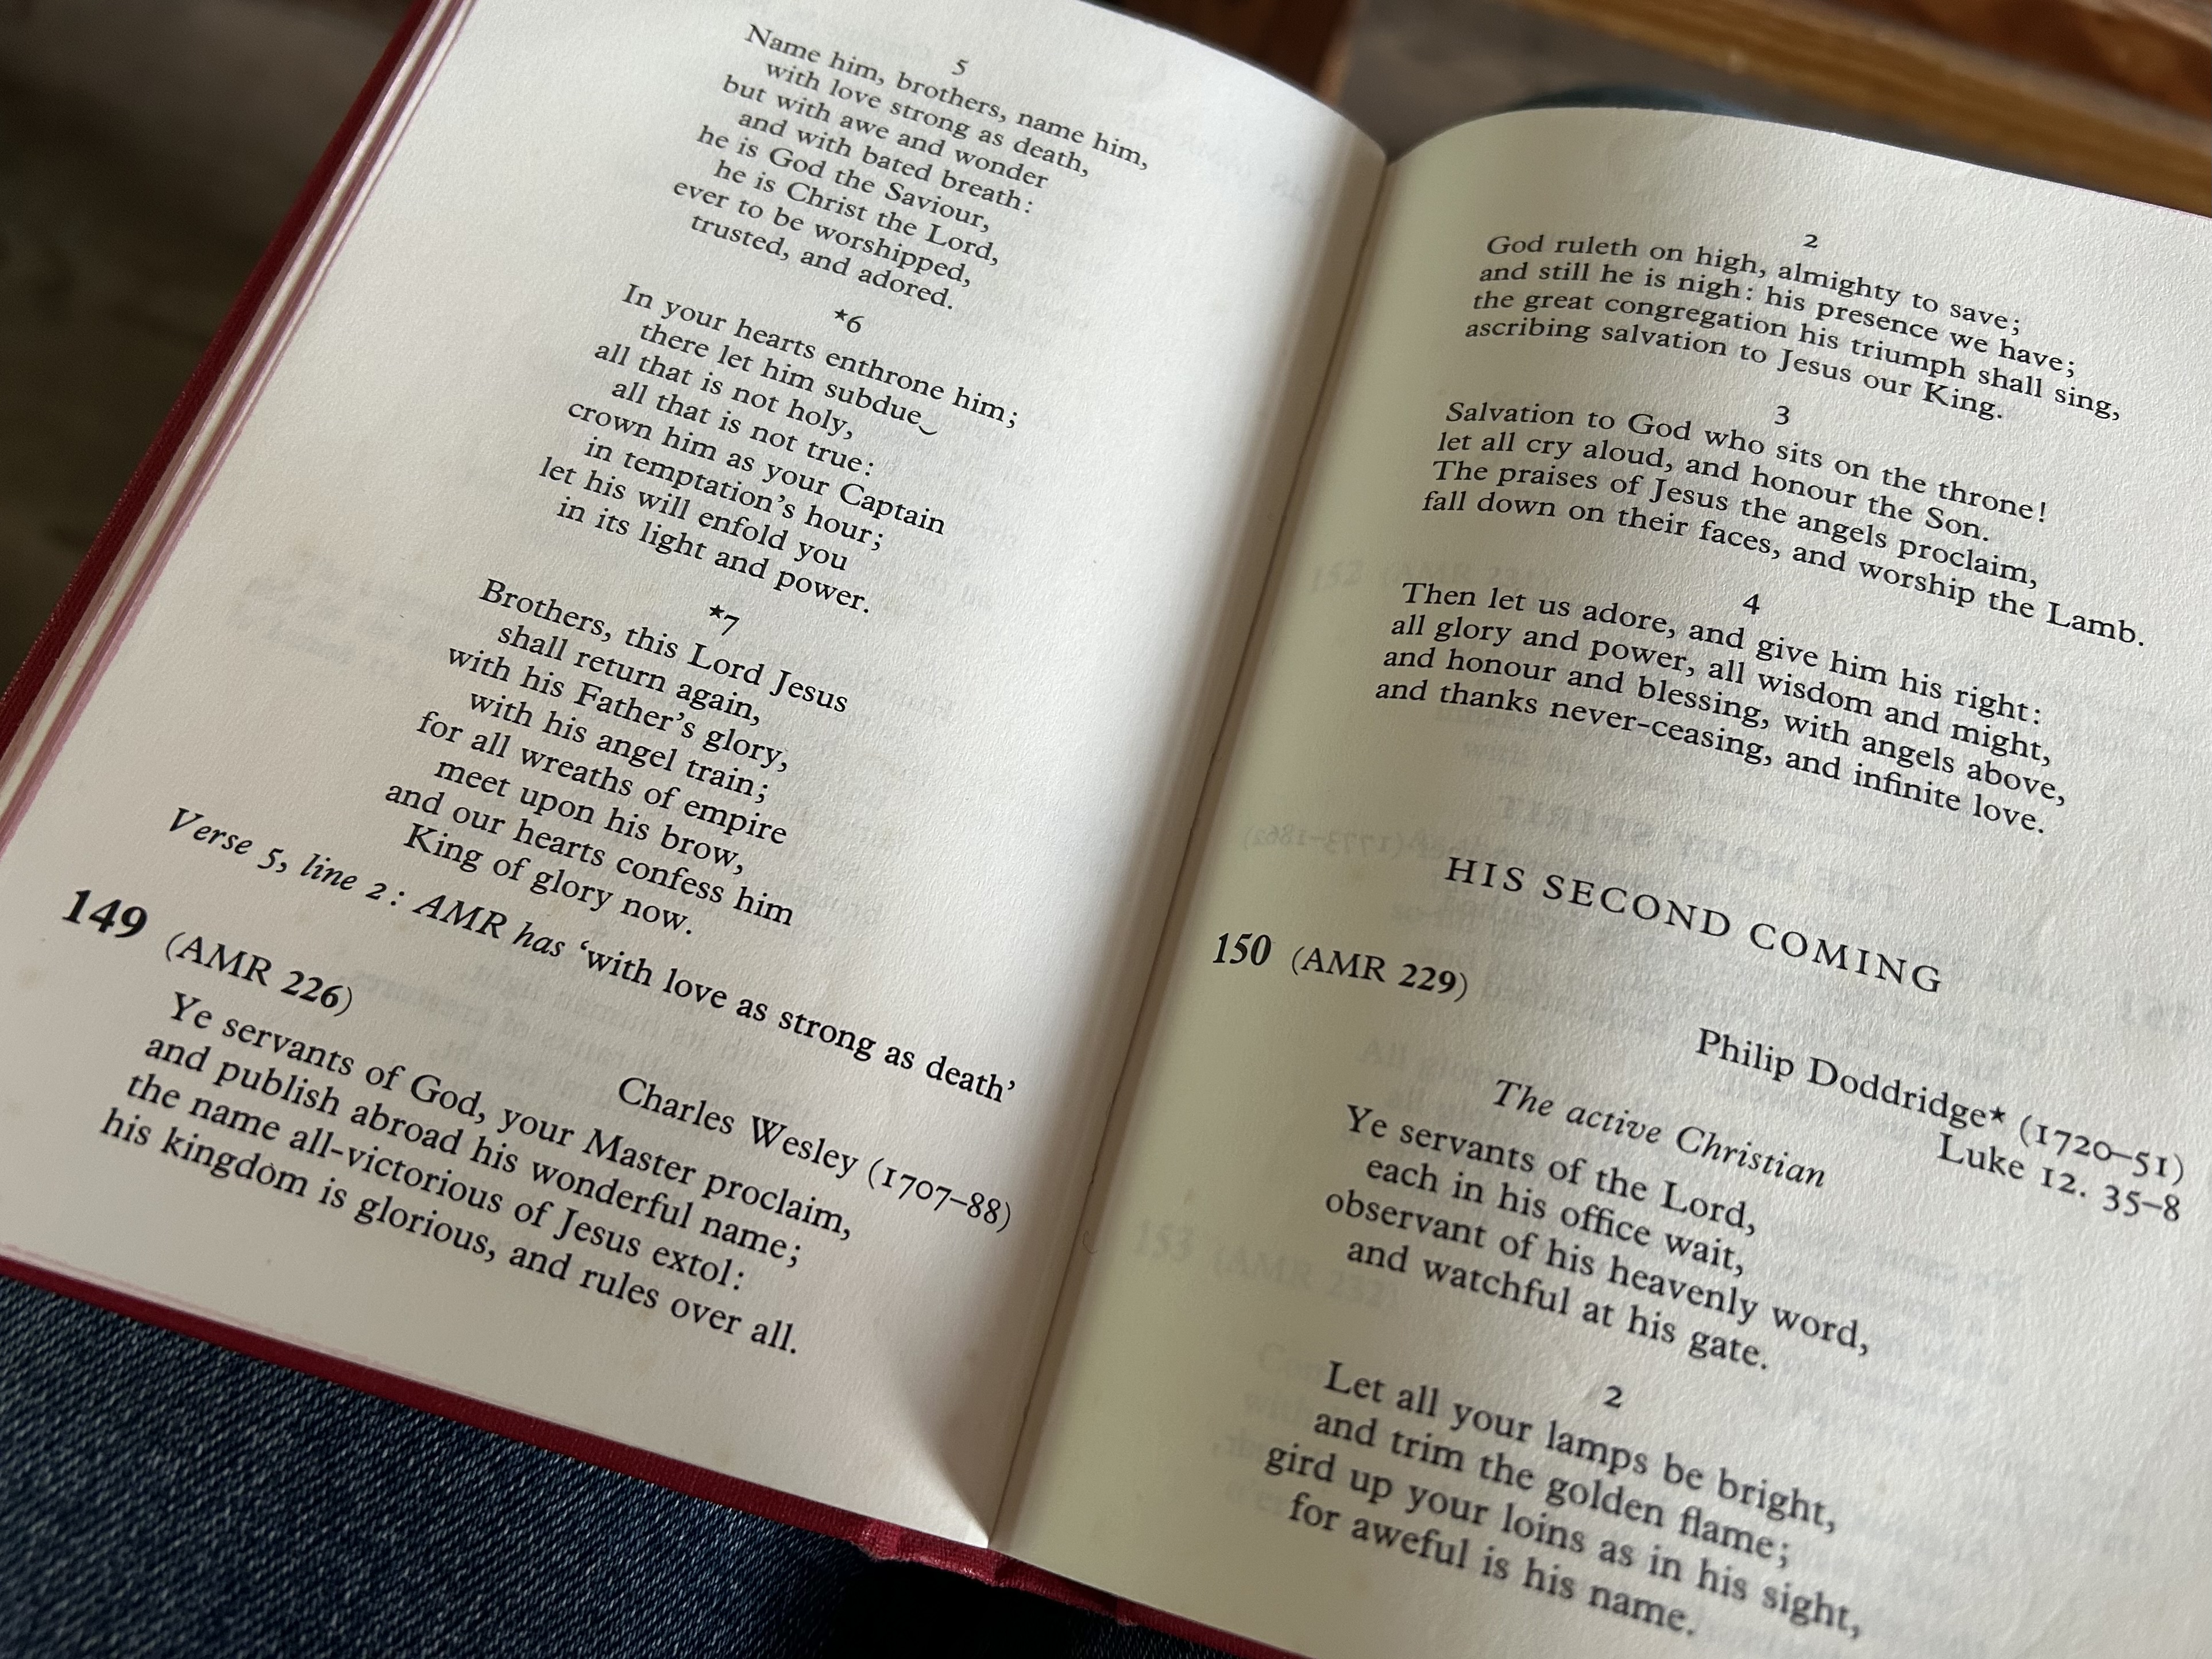 5
Name him, brothers, name him,
with love strong as death,
but with awe and wonder
and with bated breath:
he is God the Saviour,
he is Christ the Lord,
ever to be worshipped,
trusted, and adored.
*6
In your hearts enthrone him;
there let him subdue
all that is not holy,
all that is not true:
crown him as your Captain
in temptation's hour;
let his will enfold you
in its light and power.
*7
Brothers, this Lord Jesus
shall return again,
with his Father's glory,
with his angel train;
for all wreaths of empire
meet upon his brow,
and our hearts confess him
King of glory now.
Verse 5, line 2: AMR has 'with love as strong as death'
149 (AMR 226)
Charles Wesley (1707–88)
Ye servants of God, your Master proclaim,
and publish abroad his wonderful name;
the name all-victorious of Jesus extol:
his kingdom is glorious, and rules over all.
2
God ruleth on high, almighty to save;
and still he is nigh: his presence we have;
the great congregation his triumph shall sing,
ascribing salvation to Jesus our King.
3
Salvation to God who sits on the throne!
let all cry aloud, and honour the Son.
The praises of Jesus the angels proclaim,
fall down on their faces, and worship the Lamb.
4
Then let us adore, and give him his right:
all glory and power, all wisdom and might,
and honour and blessing, with angels above,
and thanks never-ceasing, and infinite love.
HIS SECOND COMING
150 (AMR 229)
Philip Doddridge* (1720–51)
Luke 12. 35–8
The active Christian
Ye servants of the Lord,
each in his office wait,
observant of his heavenly word,
and watchful at his gate.
2
Let all your lamps be bright,
and trim the golden flame;
gird up your loins as in his sight,
for aweful is his name.